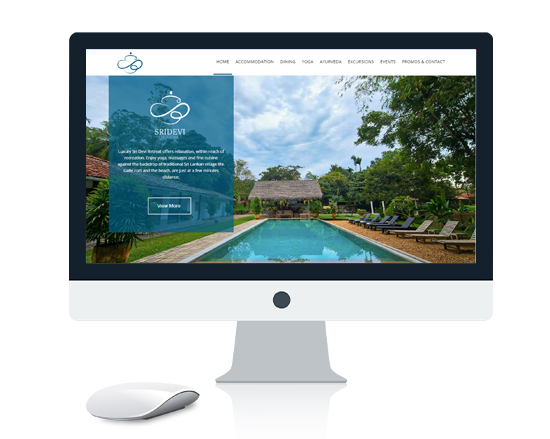 HOME ACCOMMODATION DINING YOGA AYURVEDA EXCURSIONS EVENTS PROMOS & CONTACT
SRIDEVI
Luxury Sri Devi Retreat offers relaxation, within reach of
recreation. Enjoy yoga, massages and fine cuisine
against the backdrop of traditional Sri Lankan village life.
Galle Fort and the beach, are just at a few minutes
distance.
View More